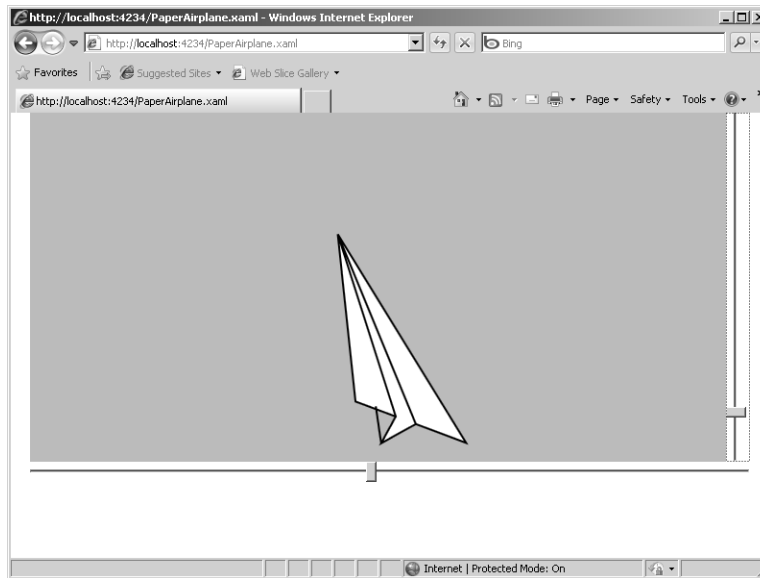 http://localhost:4234/PaperAirplane.xaml - Windows Internet Explorer
http://localhost:4234/PaperAirplane.xaml
Bing
Favorites Suggested Sites Web Slice Gallery
http://localhost:4234/PaperAirplane.xaml Page Safety Tools
Internet | Protected Mode: On